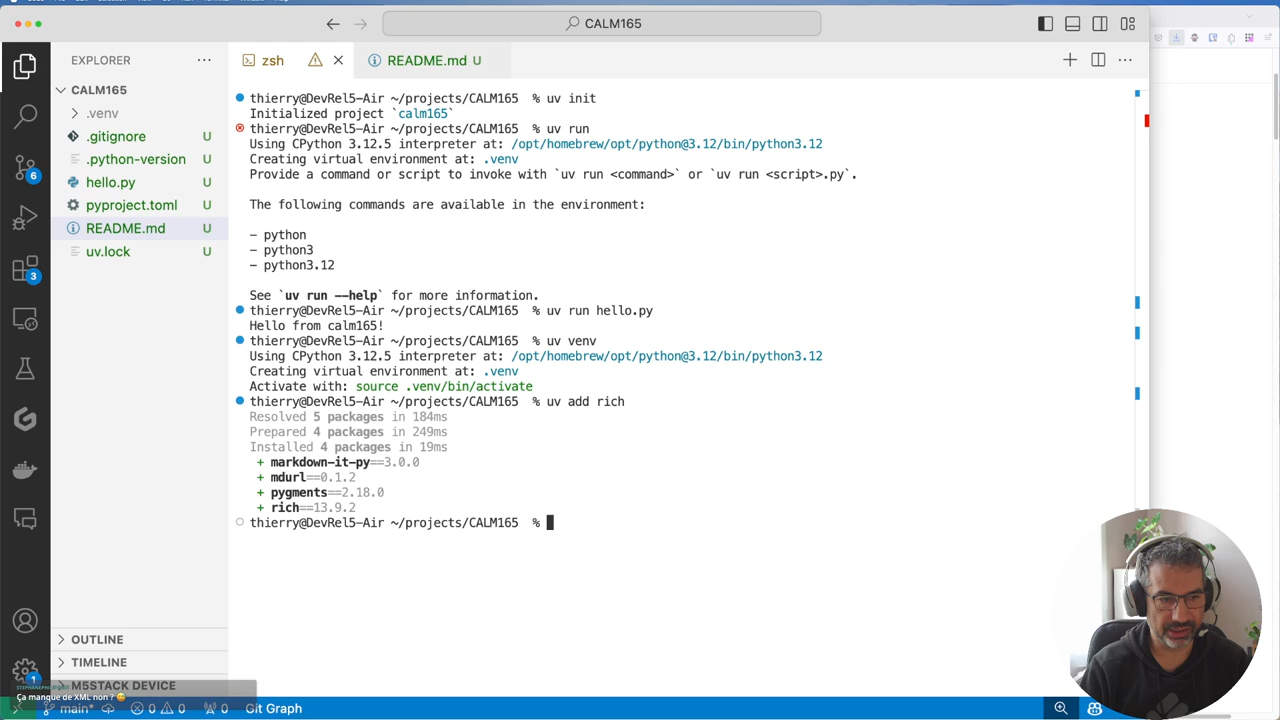 CALM165
EXPLORER
zsh
README.md U
CALM165
.venv
.gitignore U
.python-version U
hello.py U
pyproject.toml U
README.md U
uv.lock U
thierry@DevRel5-Air ~/projects/CALM165 % uv init
Initialized project `calm165`
thierry@DevRel5-Air ~/projects/CALM165 % uv run
Using CPython 3.12.5 interpreter at: /opt/homebrew/opt/python@3.12/bin/python3.12
Creating virtual environment at: .venv
Provide a command or script to invoke with `uv run <command>` or `uv run <script>.py`.
The following commands are available in the environment:
- python
- python3
- python3.12
See `uv run --help` for more information.
thierry@DevRel5-Air ~/projects/CALM165 % uv run hello.py
Hello from calm165!
thierry@DevRel5-Air ~/projects/CALM165 % uv venv
Using CPython 3.12.5 interpreter at: /opt/homebrew/opt/python@3.12/bin/python3.12
Creating virtual environment at: .venv
Activate with: source .venv/bin/activate
thierry@DevRel5-Air ~/projects/CALM165 % uv add rich
Resolved 5 packages in 184ms
Prepared 4 packages in 249ms
Installed 4 packages in 19ms
+ markdown-it-py==3.0.0
+ mdurl==0.1.2
+ pygments==2.18.0
+ rich==13.9.2
thierry@DevRel5-Air ~/projects/CALM165 %
6
3
1
OUTLINE
TIMELINE
M5STACK DEVICE
Ça manque de XML non ? 😅
main* 0 0 0 Git Graph